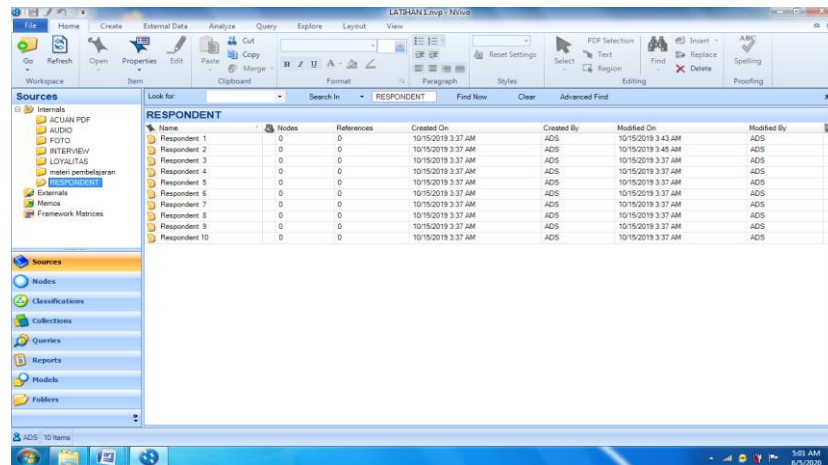 LATIHAN 1.nvp - NVivo
File Home Create External Data Analyze Query Explore Layout View
Go Refresh Open Properties Edit Paste Cut Copy Merge
B I U A
Reset Settings
Select PDF Selection Text Region Find Insert Replace Delete
ABC Spelling
Workspace Item Clipboard Format Paragraph Styles Editing Proofing
Sources
Look for: Search In RESPONDENT Find Now Clear Advanced Find
Internals
ACUAN PDF
AUDIO
FOTO
INTERVIEW
LOYALITAS
materi pembelajaran
RESPONDENT
Externals
Memos
Framework Matrices
RESPONDENT
Name Nodes References Created On Created By Modified On Modified By
Respondent 1 0 0 10/15/2019 3:37 AM ADS 10/15/2019 3:43 AM ADS
Respondent 2 0 0 10/15/2019 3:37 AM ADS 10/15/2019 3:45 AM ADS
Respondent 3 0 0 10/15/2019 3:37 AM ADS 10/15/2019 3:37 AM ADS
Respondent 4 0 0 10/15/2019 3:37 AM ADS 10/15/2019 3:37 AM ADS
Respondent 5 0 0 10/15/2019 3:37 AM ADS 10/15/2019 3:37 AM ADS
Respondent 6 0 0 10/15/2019 3:37 AM ADS 10/15/2019 3:37 AM ADS
Respondent 7 0 0 10/15/2019 3:37 AM ADS 10/15/2019 3:37 AM ADS
Respondent 8 0 0 10/15/2019 3:37 AM ADS 10/15/2019 3:37 AM ADS
Respondent 9 0 0 10/15/2019 3:37 AM ADS 10/15/2019 3:37 AM ADS
Respondent 10 0 0 10/15/2019 3:37 AM ADS 10/15/2019 3:37 AM ADS
Sources
Nodes
Classifications
Collections
Queries
Reports
Models
Folders
ADS 10 Items
5:01 AM
6/5/2020